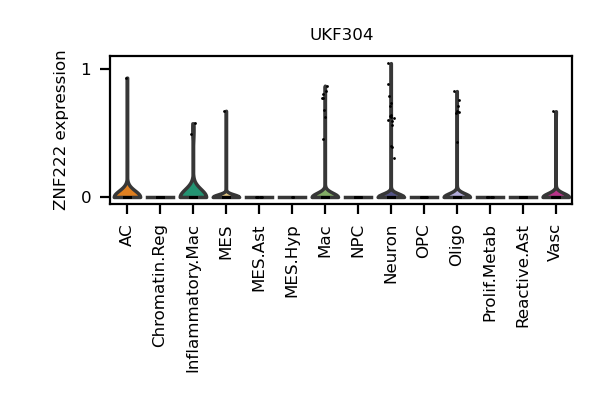 UKF304
ZNF222 expression
1
0
AC
Chromatin.Reg
Inflammatory.Mac
MES
MES.Ast
MES.Hyp
Mac
NPC
Neuron
OPC
Oligo
Prolif.Metab
Reactive.Ast
Vasc